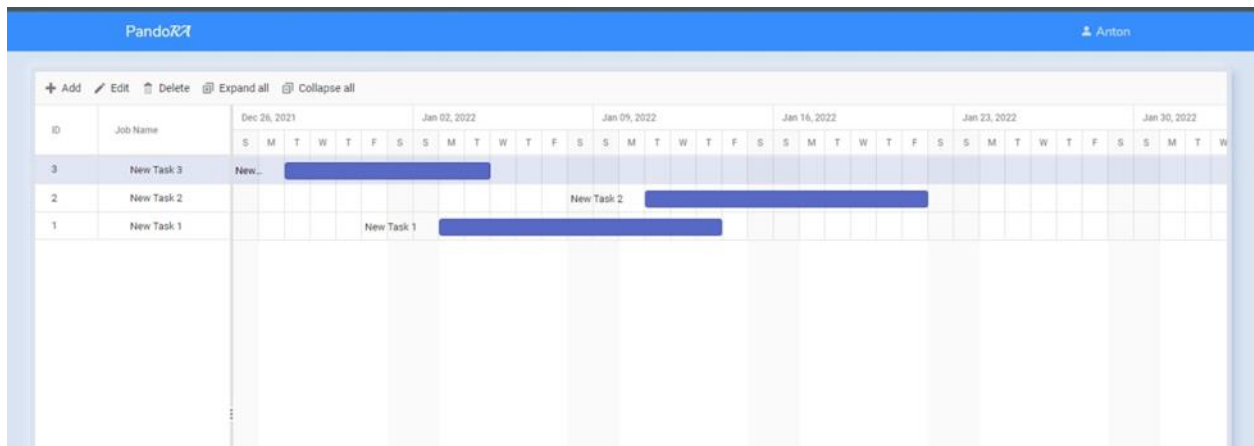 PandoRA Anton
Add Edit Delete Expand all Collapse all
ID Job Name Dec 26, 2021 Jan 02, 2022 Jan 09, 2022 Jan 16, 2022 Jan 23, 2022 Jan 30, 2022
S M T W T F S S M T W T F S S M T W T F S S M T W T F S S M T W T F S S M T W
3 New Task 3 New...
2 New Task 2 New Task 2
1 New Task 1 New Task 1